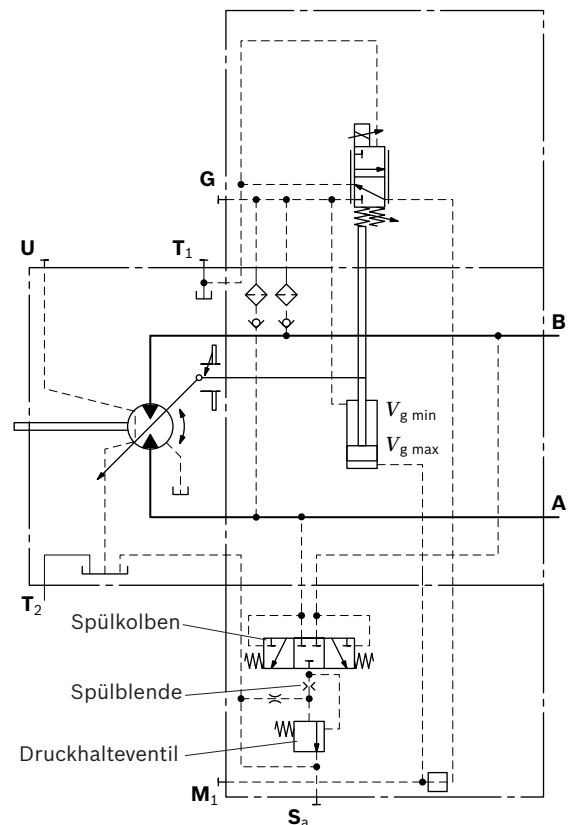 G
U
T1
B
Vg min
Vg max
A
T2
Spülkolben
Spülblende
Druckhalteventil
M1
Sa